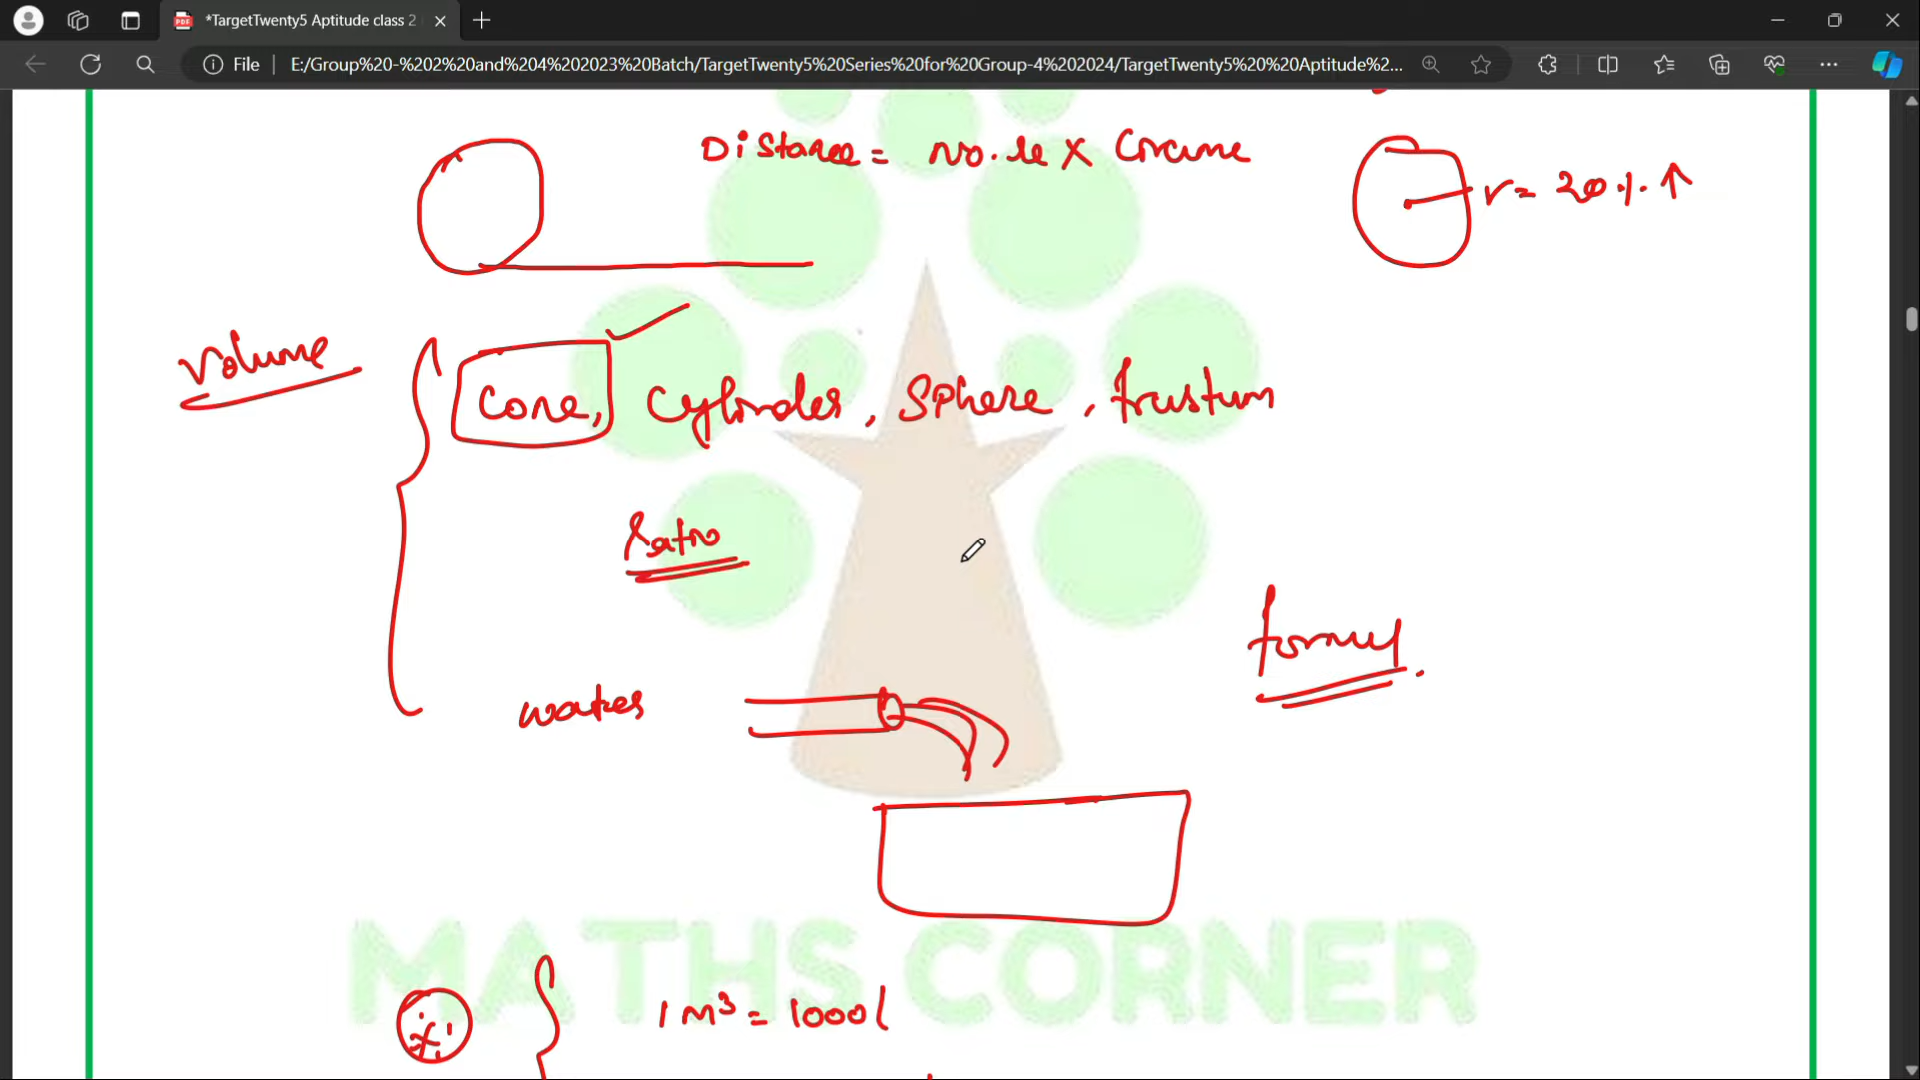 *TargetTwenty5 Aptitude class 2
File
E:/Group%20-%202%20and%204%202023%20Batch/TargetTwenty5%20Series%20for%20Group-4%202024/TargetTwenty5%20%20Aptitude%2...
Distance = No. re X Circume
r = 20%. ↑
Volume
Cone, Cylinder, Sphere, frustum
Ratio
formul.
water
MATHS CORNER
1 m³ = 1000 l